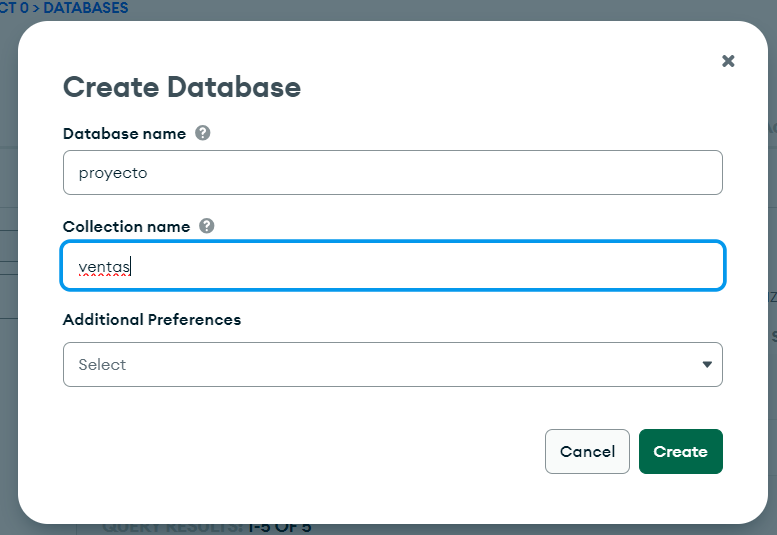 CT 0 > DATABASES
Create Database
Database name
proyecto
Collection name
ventas
Additional Preferences
Select
Cancel
Create
QUERY RESULTS: 1-5 OF 5